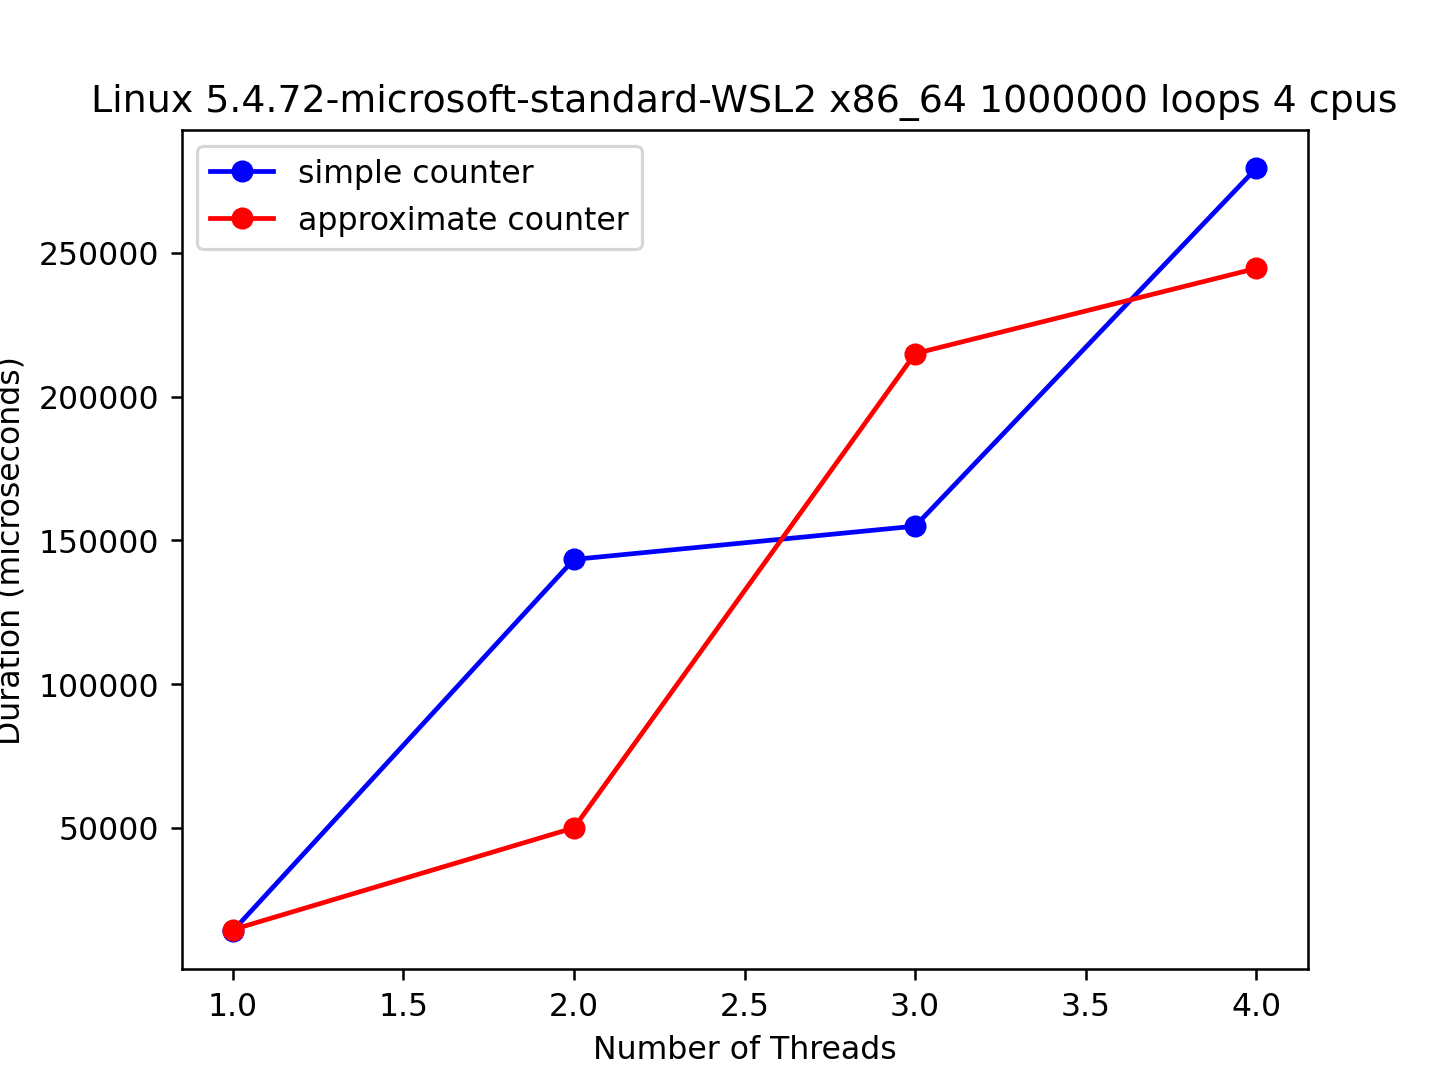 Linux 5.4.72-microsoft-standard-WSL2 x86_64 1000000 loops 4 cpus
simple counter
approximate counter
250000
200000
150000
100000
50000
Duration (microseconds)
1.0 1.5 2.0 2.5 3.0 3.5 4.0
Number of Threads